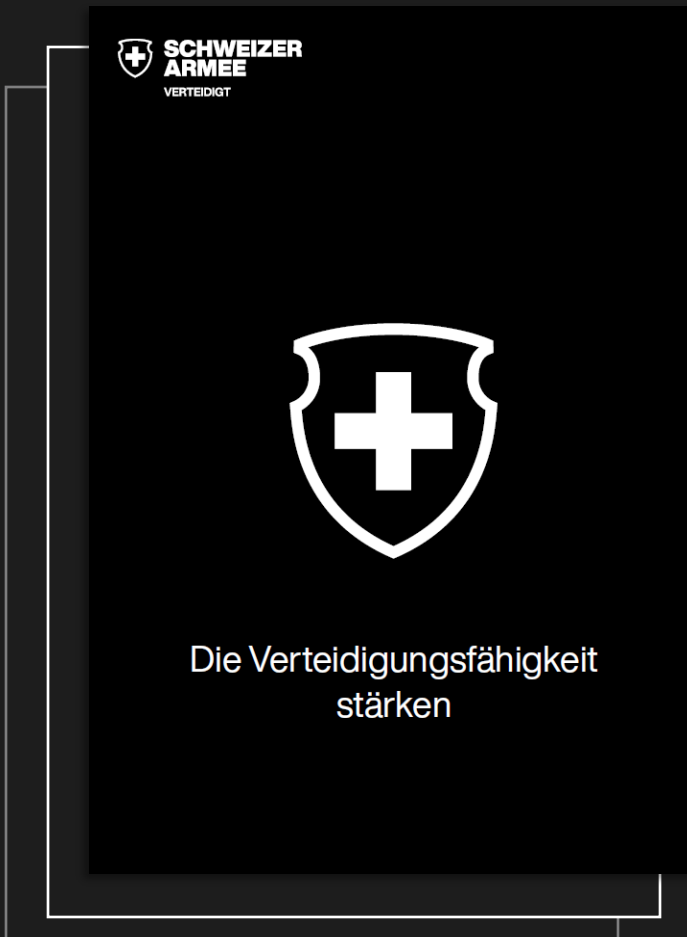 SCHWEIZER
ARMEE
VERTEIDIGT
Die Verteidigungsfähigkeit
stärken